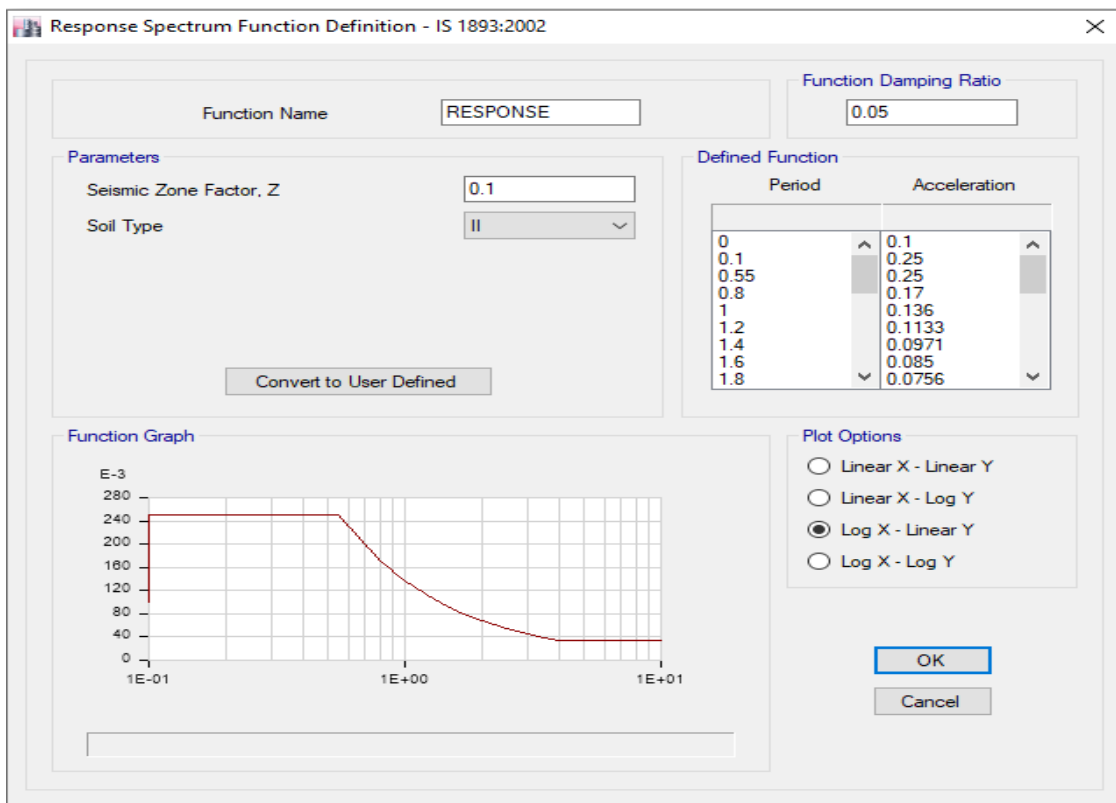 Response Spectrum Function Definition - IS 1893:2002
Function Name
RESPONSE
Function Damping Ratio
0.05
Parameters
Seismic Zone Factor, Z
0.1
Soil Type
II
Convert to User Defined
Defined Function
Period Acceleration
0 0.1
0.1 0.25
0.55 0.25
0.8 0.17
1 0.136
1.2 0.1133
1.4 0.0971
1.6 0.085
1.8 0.0756
Function Graph
E-3
280
240
200
160
120
80
40
0
1E-01 1E+00 1E+01
Plot Options
Linear X - Linear Y
Linear X - Log Y
Log X - Linear Y
Log X - Log Y
OK
Cancel